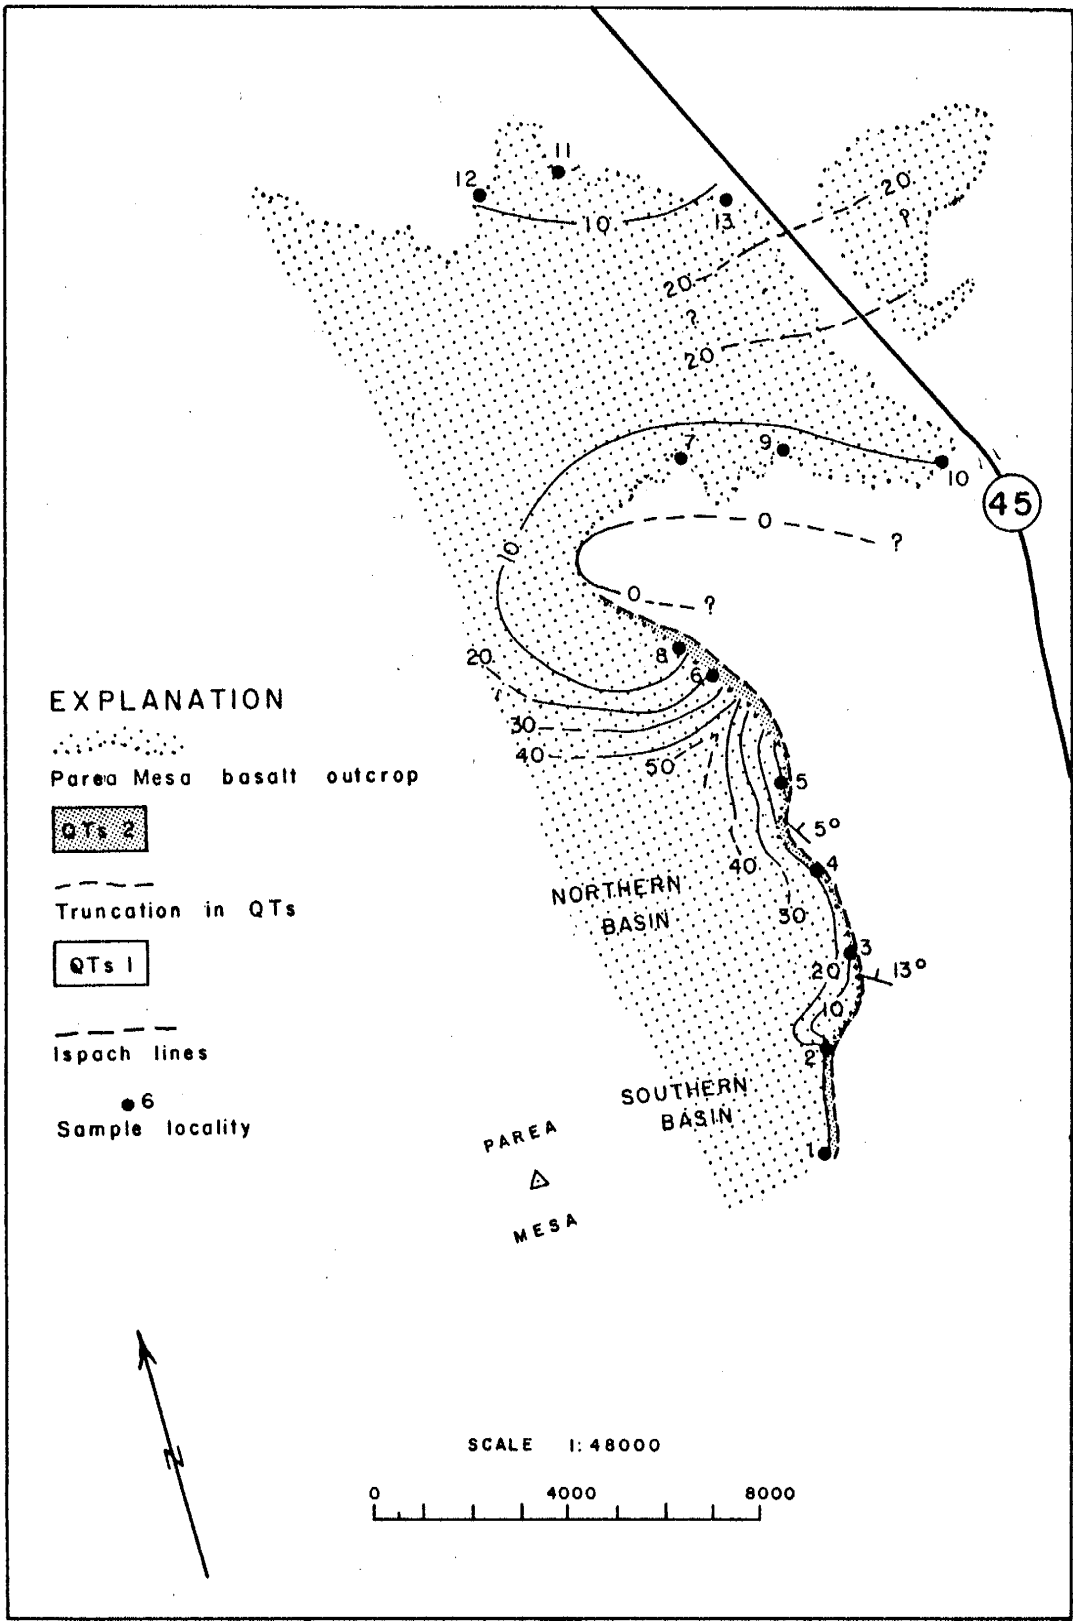 11
12
20
10
13
?
20
?
20
7
9
10
45
0
?
10
0
?
8
20
6
EXPLANATION
30
40
50
Parea Mesa basalt outcrop
5
QTs 2
5°
40
4
Truncation in QTs
NORTHERN
BASIN
30
3
QTs 1
20
13°
10
Ispach lines
2
6
SOUTHERN
BASIN
Sample locality
PAREA
1
MESA
N
SCALE 1:48000
0 4000 8000